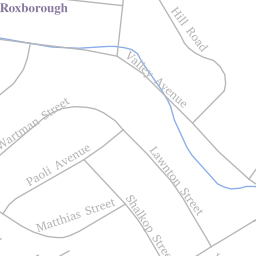 Roxborough
Hill Road
Valley Avenue
Wartman Street
Paoli Avenue
Lawnton Street
Matthias Street
Shalkop Street